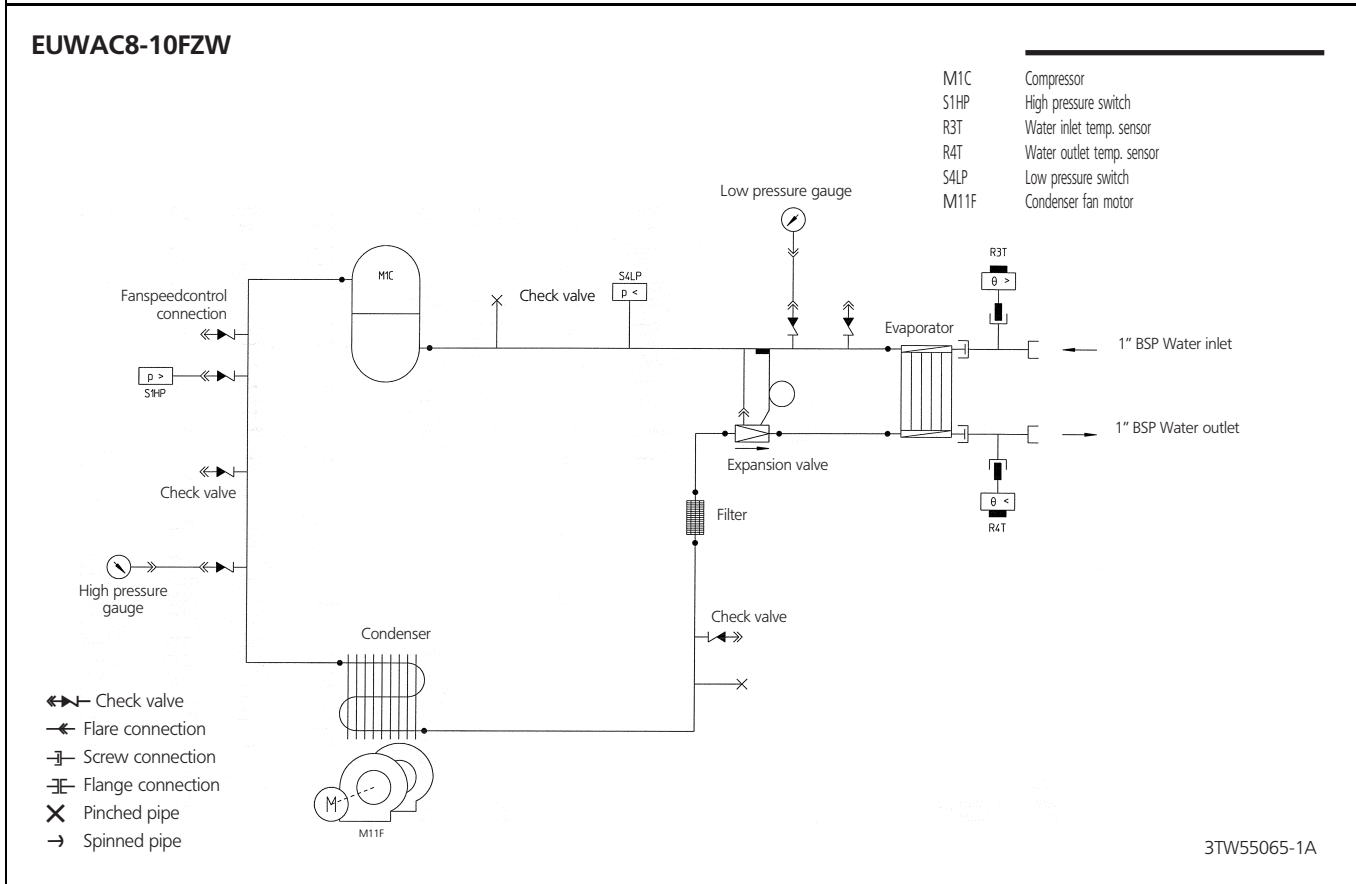 EUWAC8-10FZW
M1C Compressor
S1HP High pressure switch
R3T Water inlet temp. sensor
R4T Water outlet temp. sensor
S4LP Low pressure switch
M11F Condenser fan motor
Low pressure gauge
R3T
θ >
M1C
S4LP
p <
Check valve
Fanspeedcontrol
connection
Evaporator
1" BSP Water inlet
p >
S1HP
1" BSP Water outlet
Expansion valve
Check valve
θ <
R4T
Filter
High pressure
gauge
Check valve
Condenser
Check valve
Flare connection
Screw connection
Flange connection
Pinched pipe
Spinned pipe
M
M11F
3TW55065-1A